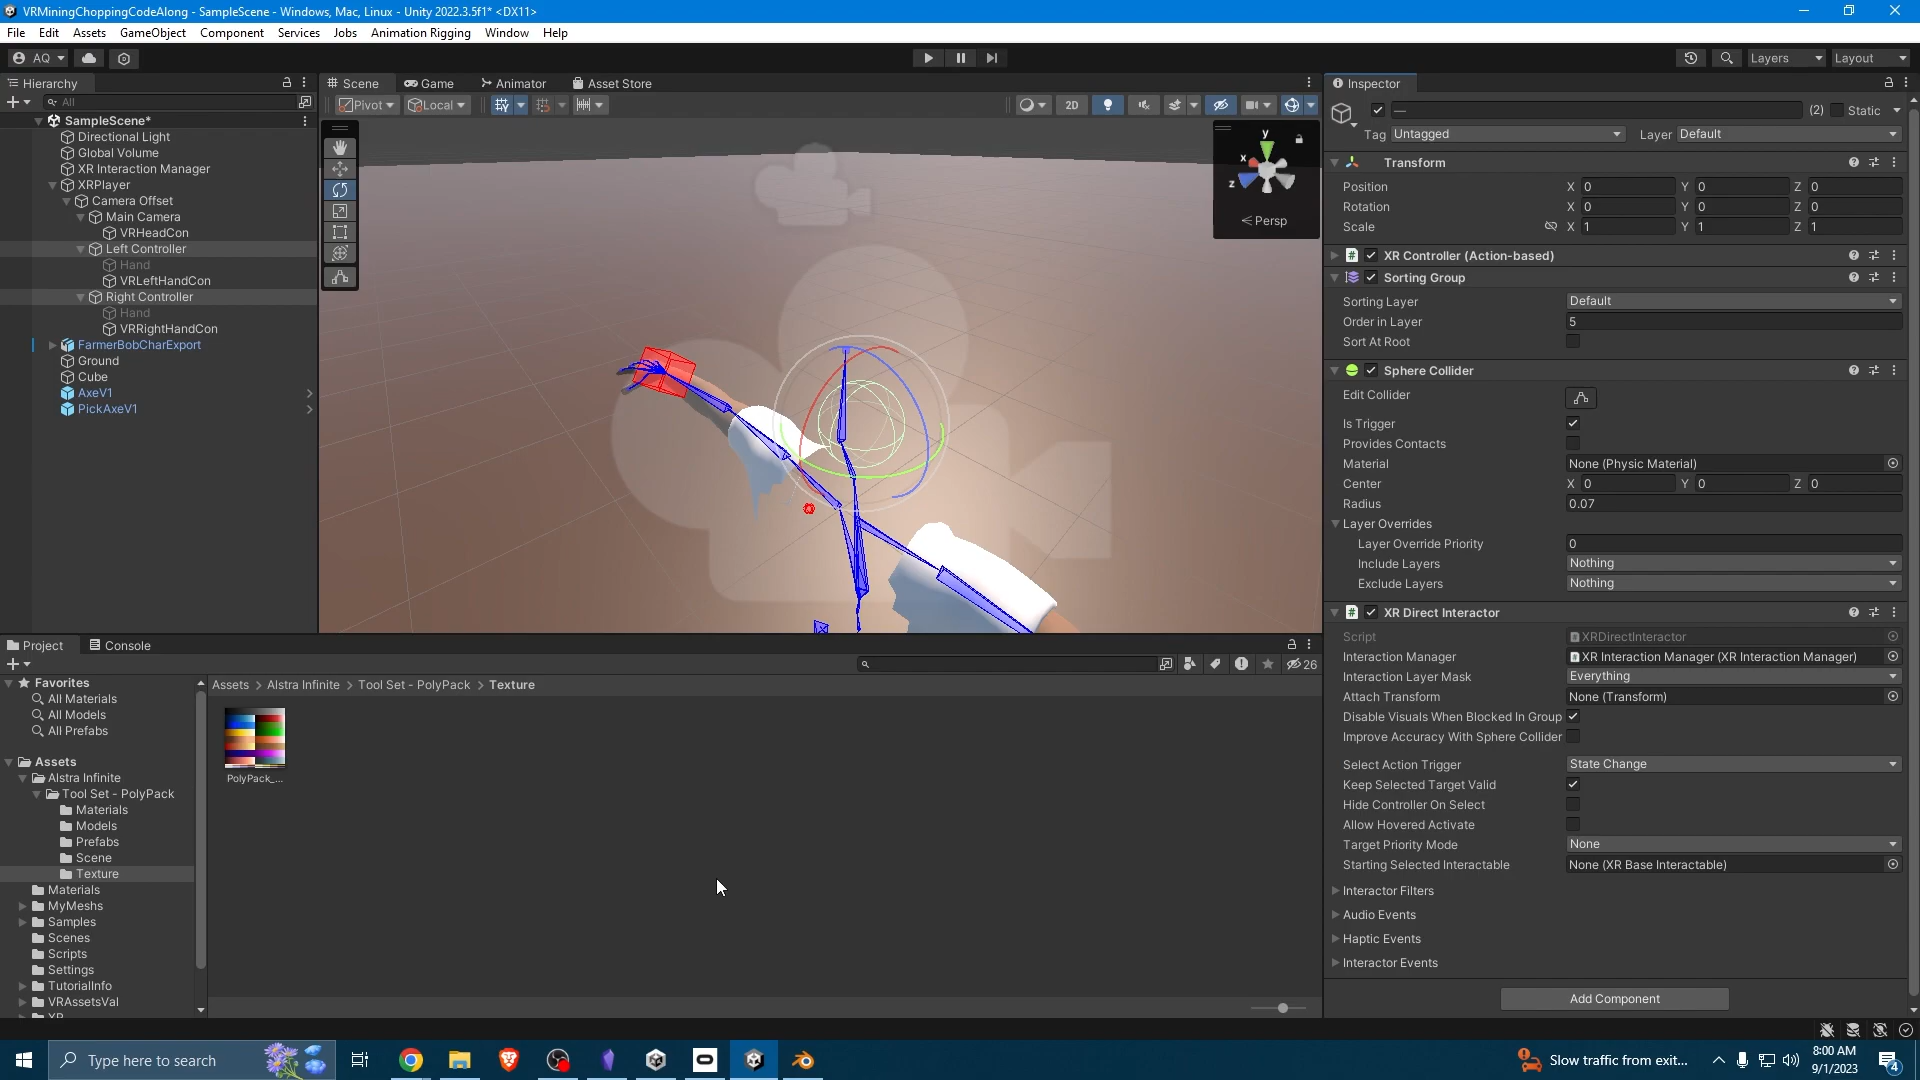 VRMiningChoppingCodeAlong - SampleScene - Windows, Mac, Linux - Unity 2022.3.5f1* <DX11>
File Edit Assets GameObject Component Services Jobs Animation Rigging Window Help
AQ Layers Layout
Hierarchy
All
SampleScene*
Directional Light
Global Volume
XR Interaction Manager
XRPlayer
Camera Offset
Main Camera
VRHeadCon
Left Controller
Hand
VRLeftHandCon
Right Controller
Hand
VRRightHandCon
FarmerBobCharExport
Ground
Cube
AxeV1
PickAxeV1
Scene Game Animator Asset Store
Pivot Local 2D
y
x
z
Persp
Inspector
— (2) Static
Tag Untagged Layer Default
Transform
Position X 0 Y 0 Z 0
Rotation X 0 Y 0 Z 0
Scale X 1 Y 1 Z 1
XR Controller (Action-based)
Sorting Group
Sorting Layer Default
Order in Layer 5
Sort At Root
Sphere Collider
Edit Collider
Is Trigger
Provides Contacts
Material None (Physic Material)
Center X 0 Y 0 Z 0
Radius 0.07
Layer Overrides
Layer Override Priority 0
Include Layers Nothing
Exclude Layers Nothing
XR Direct Interactor
Script XRDirectInteractor
Interaction Manager XR Interaction Manager (XR Interaction Manager)
Interaction Layer Mask Everything
Attach Transform None (Transform)
Disable Visuals When Blocked In Group
Improve Accuracy With Sphere Collider
Select Action Trigger State Change
Keep Selected Target Valid
Hide Controller On Select
Allow Hovered Activate
Target Priority Mode None
Starting Selected Interactable None (XR Base Interactable)
Interactor Filters
Audio Events
Haptic Events
Interactor Events
Add Component
Project Console
26
Favorites
All Materials
All Models
All Prefabs
Assets
Alstra Infinite
Tool Set - PolyPack
Materials
Models
Prefabs
Scene
Texture
Materials
MyMeshs
Samples
Scenes
Scripts
Settings
TutorialInfo
VRAssetsVal
XR
Assets > Alstra Infinite > Tool Set - PolyPack > Texture
PolyPack_...
Type here to search
Slow traffic from exit...
8:00 AM
9/1/2023
4